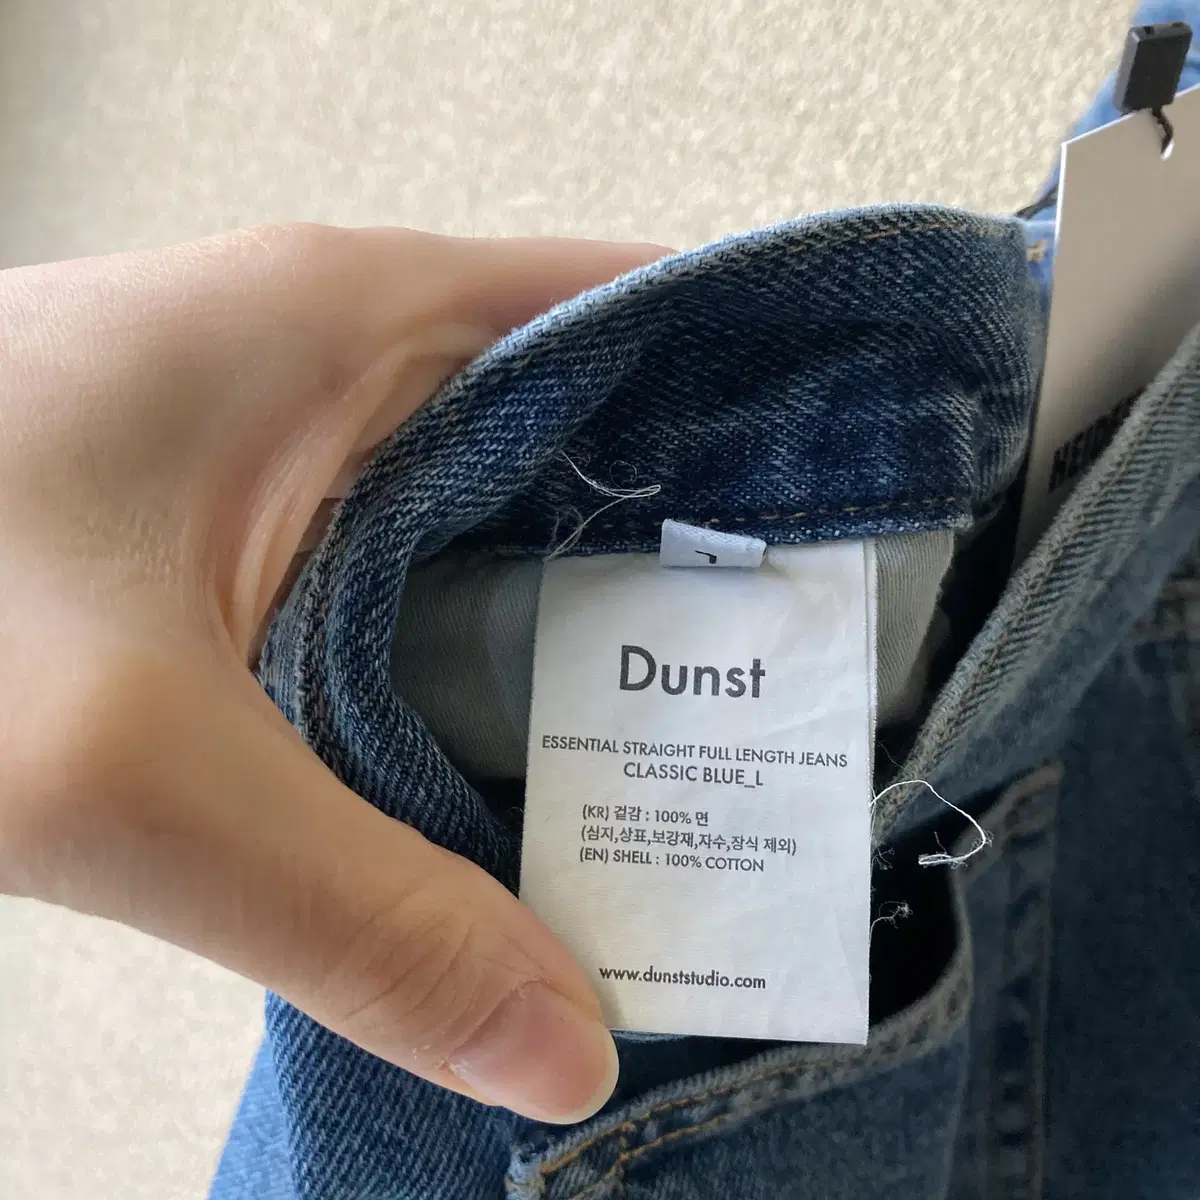 L
Dunst
ESSENTIAL STRAIGHT FULL LENGTH JEANS
CLASSIC BLUE_L
(KR) 겉감 : 100% 면
(심지,상표,보강재,자수,장식 제외)
(EN) SHELL : 100% COTTON
www.dunststudio.com